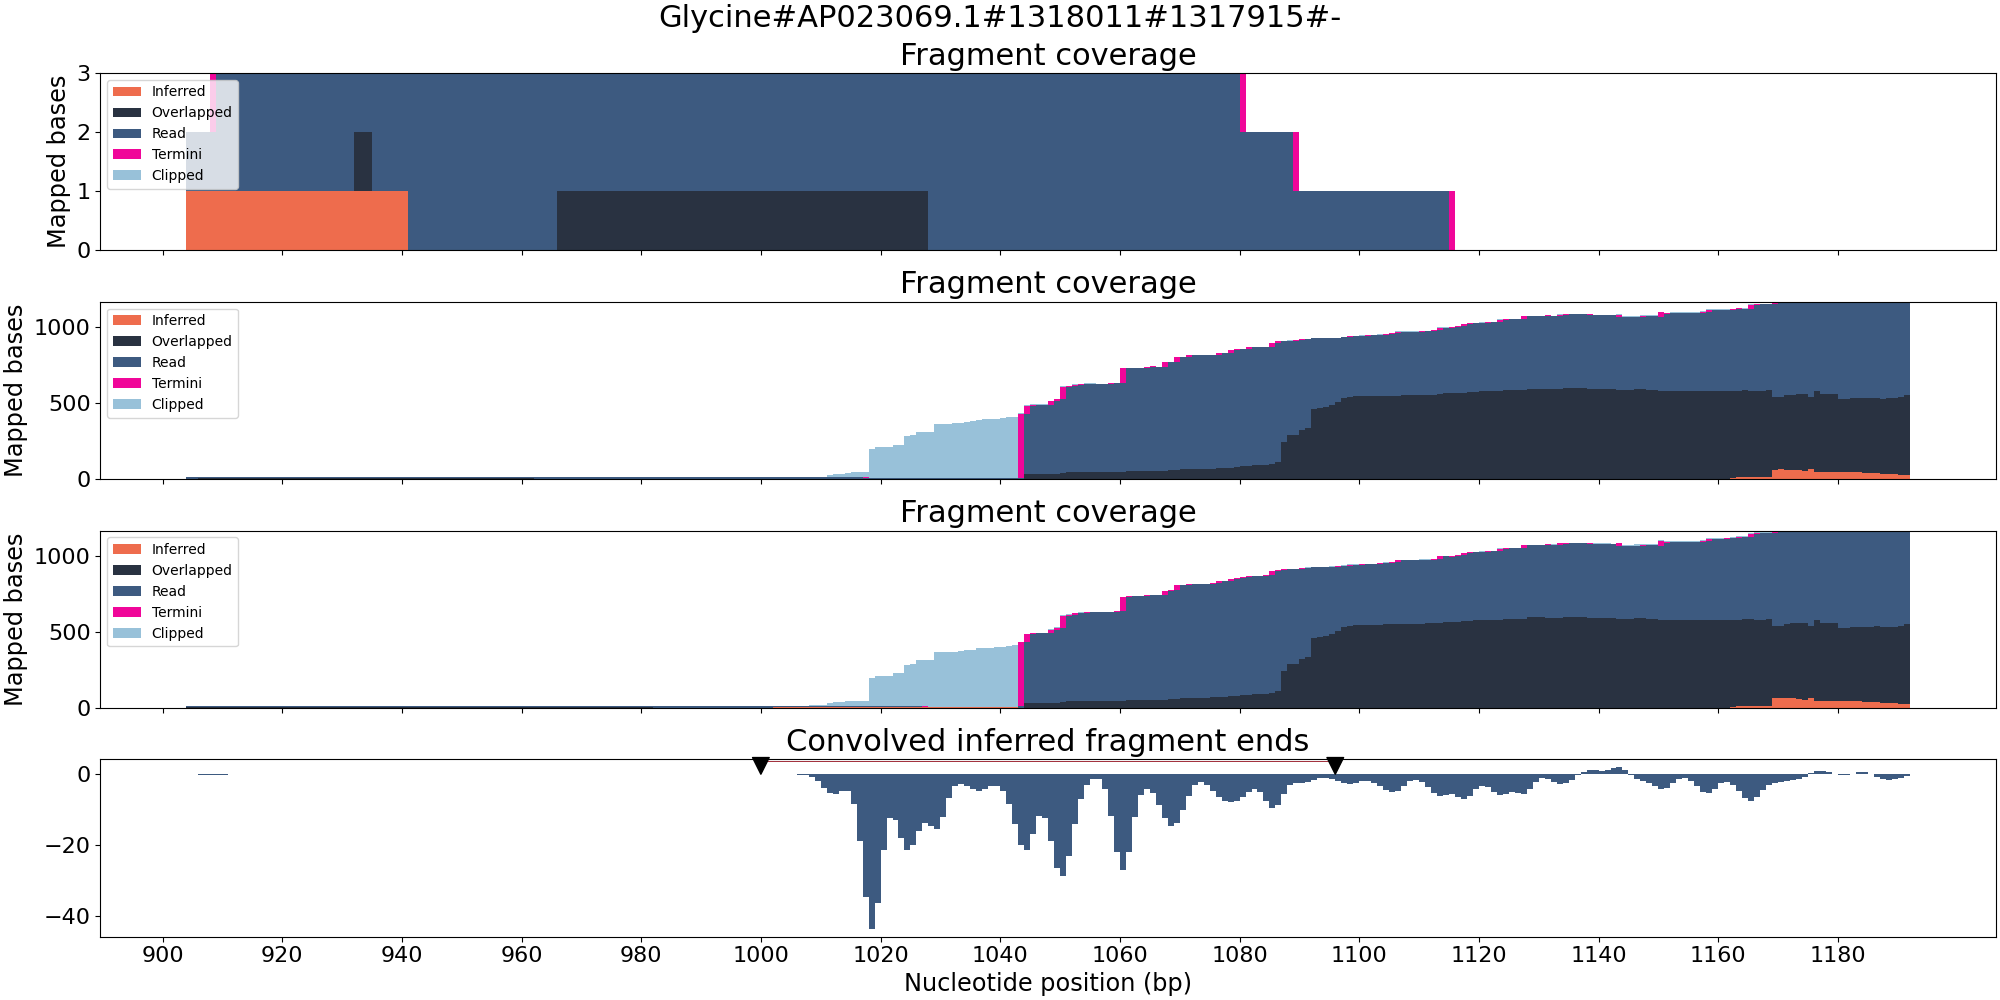 Glycine#AP023069.1#1318011#1317915#-
Fragment coverage
Mapped bases
3
2
1
0
Inferred
Overlapped
Read
Termini
Clipped
Fragment coverage
Mapped bases
1000
500
0
Inferred
Overlapped
Read
Termini
Clipped
Fragment coverage
Mapped bases
1000
500
0
Inferred
Overlapped
Read
Termini
Clipped
Convolved inferred fragment ends
0
−20
−40
900 920 940 960 980 1000 1020 1040 1060 1080 1100 1120 1140 1160 1180
Nucleotide position (bp)